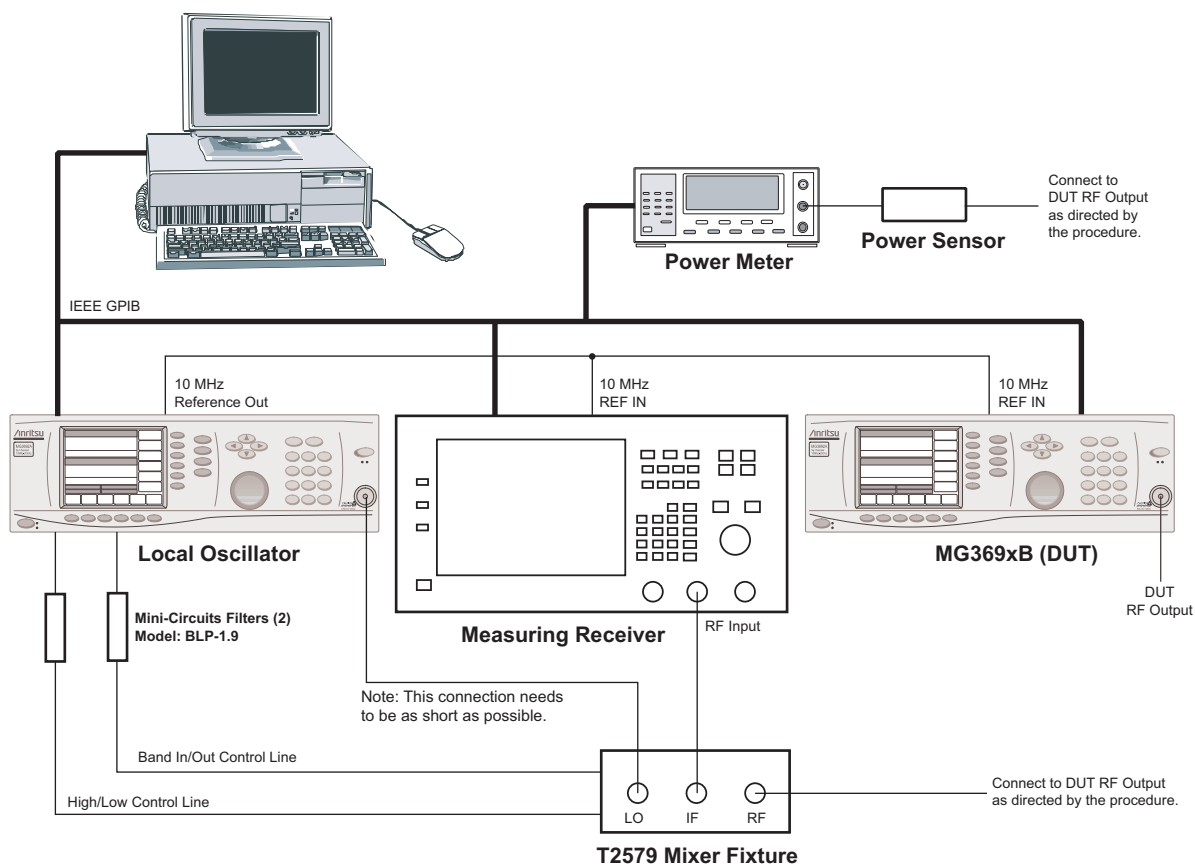 Connect to
DUT RF Output
as directed by
the procedure.
Power Sensor
Power Meter
IEEE GPIB
10 MHz
Reference Out
10 MHz
REF IN
10 MHz
REF IN
Anritsu
Anritsu
Local Oscillator
MG369xB (DUT)
DUT
RF Output
Mini-Circuits Filters (2)
Model: BLP-1.9
Measuring Receiver
RF Input
Note: This connection needs
to be as short as possible.
Band In/Out Control Line
High/Low Control Line
LO
IF
RF
Connect to DUT RF Output
as directed by the procedure.
T2579 Mixer Fixture